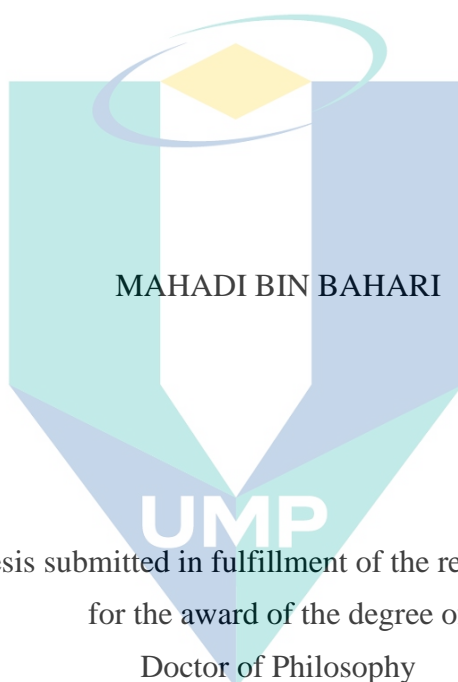 MAHADI BIN BAHARI
UMP
esis submitted in fulfillment of the re
for the award of the degree o
Doctor of Philosophy